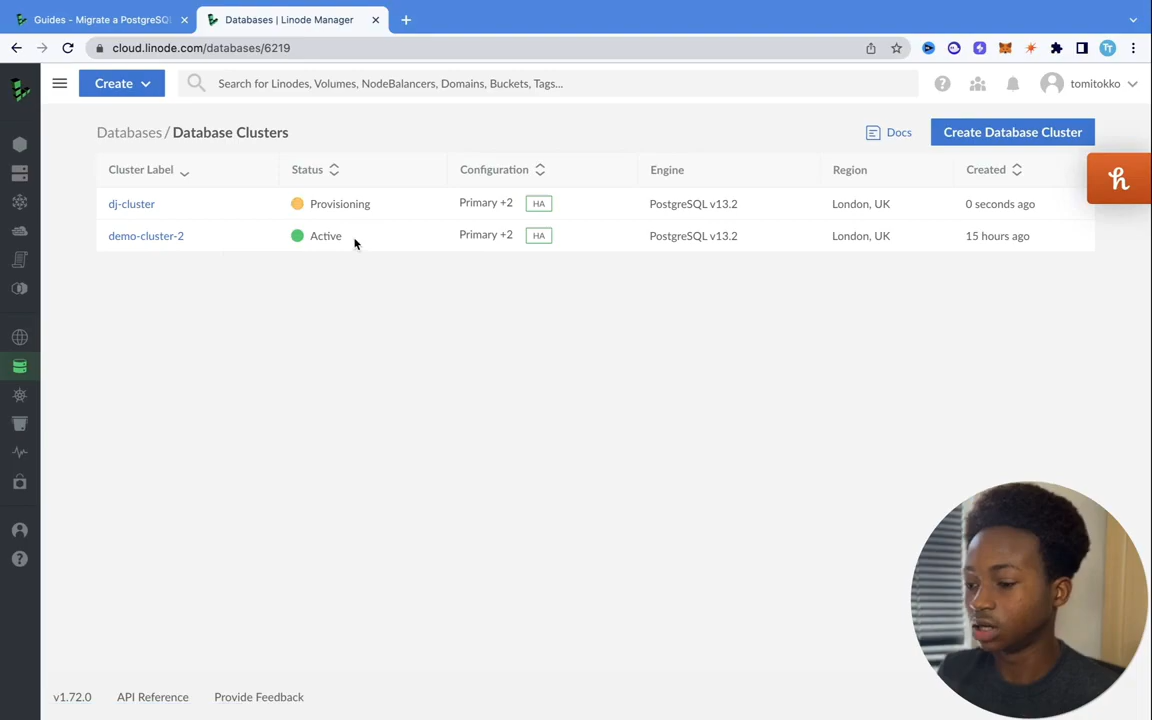 Guides - Migrate a PostgreSQL
Databases | Linode Manager
cloud.linode.com/databases/6219
TT
Create
Search for Linodes, Volumes, NodeBalancers, Domains, Buckets, Tags...
tomitokko
Databases / Database Clusters
Docs
Create Database Cluster
Cluster Label Status Configuration Engine Region Created
dj-cluster Provisioning Primary +2 HA PostgreSQL v13.2 London, UK 0 seconds ago
demo-cluster-2 Active Primary +2 HA PostgreSQL v13.2 London, UK 15 hours ago
v1.72.0 API Reference Provide Feedback